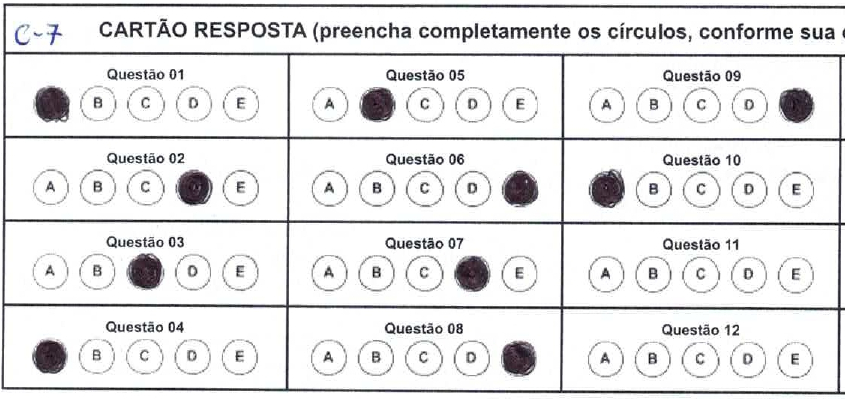 C-7 CARTÃO RESPOSTA (preencha completamente os círculos, conforme sua
Questão 01 Questão 05 Questão 09
B C D E A C D E A B C D
Questão 02 Questão 06 Questão 10
A B C E A B C D B C D E
Questão 03 Questão 07 Questão 11
A B D E A B C E A B C D E
Questão 04 Questão 08 Questão 12
B C D E A B C D A B C D E